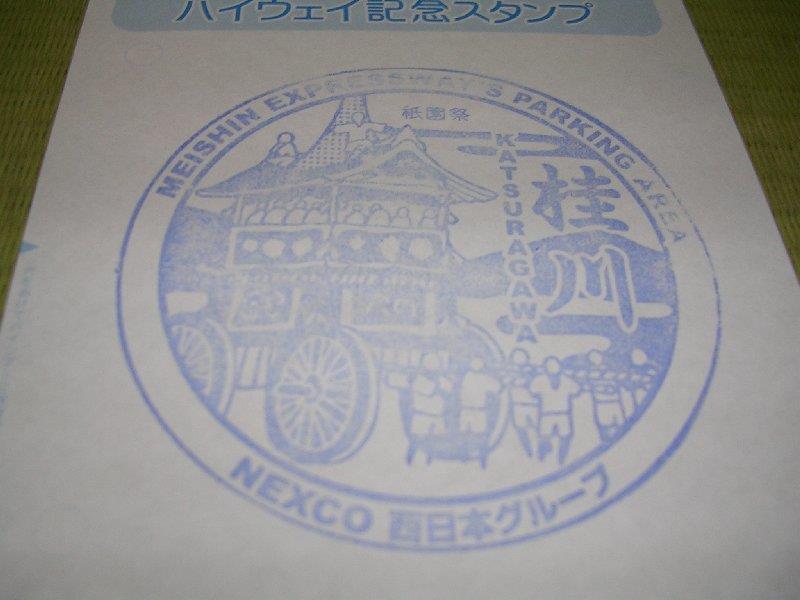 ハイウェイ記念スタンプ
MEISHIN EXPRESSWAY'S PARKING AREA
祇園祭
KATSURAGAWA
桂川
NEXCO 西日本グループ